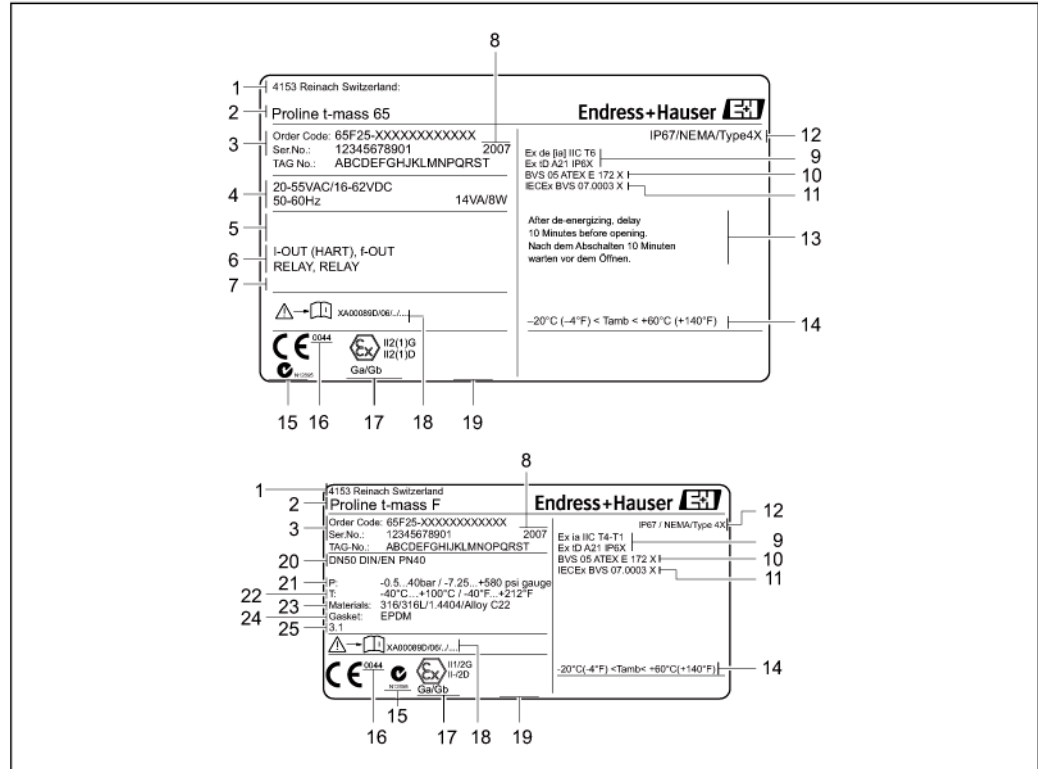 8
1
4153 Reinach Switzerland:
2
Proline t-mass 65
Endress+Hauser EH
3
Order Code: 65F25-XXXXXXXXXXXX
Ser.No.: 12345678901 2007
TAG No.: ABCDEFGHJKLMNPQRST
IP67/NEMA/Type4X
12
Ex de [ia] IIC T6
Ex tD A21 IP6X
9
BVS 05 ATEX E 172 X
10
IECEx BVS 07.0003 X
11
4
20-55VAC/16-62VDC
50-60Hz 14VA/8W
5
6
I-OUT (HART), f-OUT
RELAY, RELAY
7
After de-energizing, delay
10 Minutes before opening.
Nach dem Abschalten 10 Minuten
warten vor dem Öffnen.
13
XA00089D/06/../...
–20°C (–4°F) < Tamb < +60°C (+140°F)
14
CE 0044
Ex II2(1)G
II2(1)D
N12895
Ga/Gb
15 16 17 18 19
8
1
4153 Reinach Switzerland
2
Proline t-mass F
Endress+Hauser EH
3
Order Code: 65F25-XXXXXXXXXXXX
Ser.No.: 12345678901 2007
TAG-No.: ABCDEFGHIJKLMNOPQRST
IP67 / NEMA/Type 4X
12
Ex ia IIC T4-T1
Ex tD A21 IP6X
9
BVS 05 ATEX E 172 X
10
IECEx BVS 07.0003 X
11
20
DN50 DIN/EN PN40
21
P: -0.5...40bar / -7.25...+580 psi gauge
22
T: -40°C...+100°C / -40°F...+212°F
23
Materials: 316/316L/1.4404/Alloy C22
24
Gasket: EPDM
25
3.1
XA00089D/06/../...
-20°C(-4°F) <Tamb< +60°C(+140°F)
14
CE 0044
Ex II1/2G
II-/2D
Ga/Gb
15
16 17 18 19